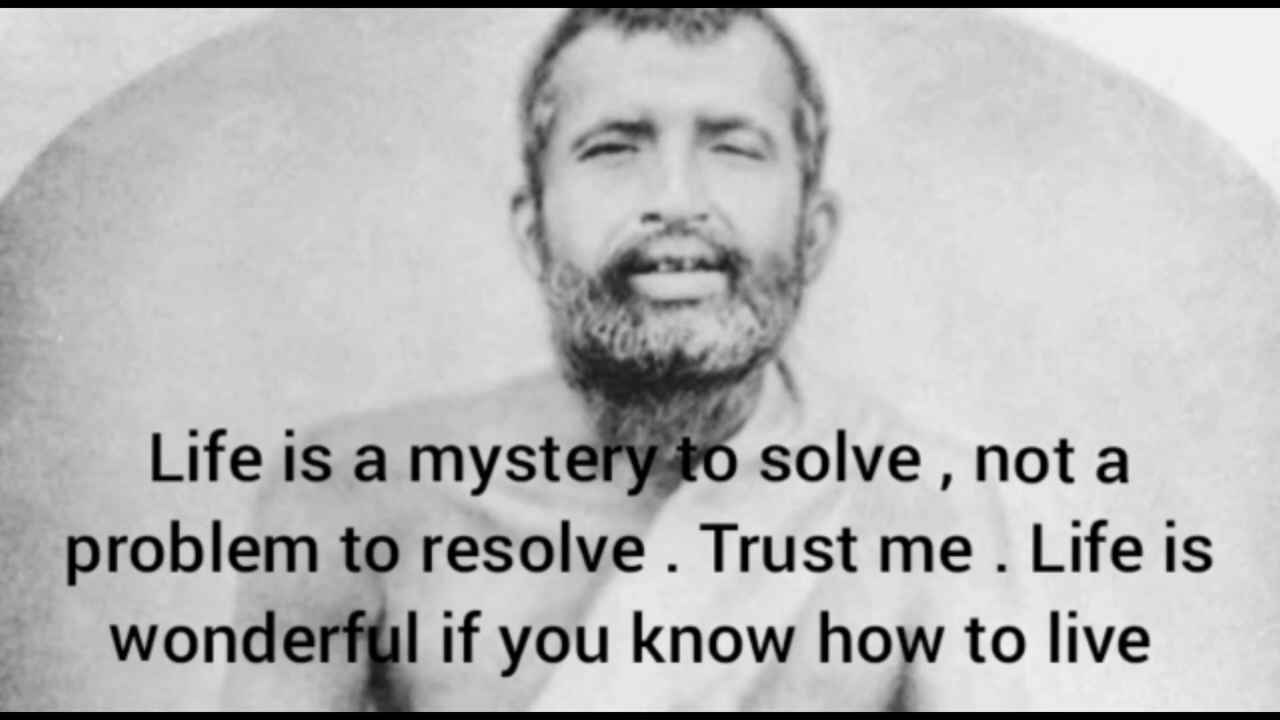 Life is a mystery to solve , not a
problem to resolve . Trust me . Life is
wonderful if you know how to live